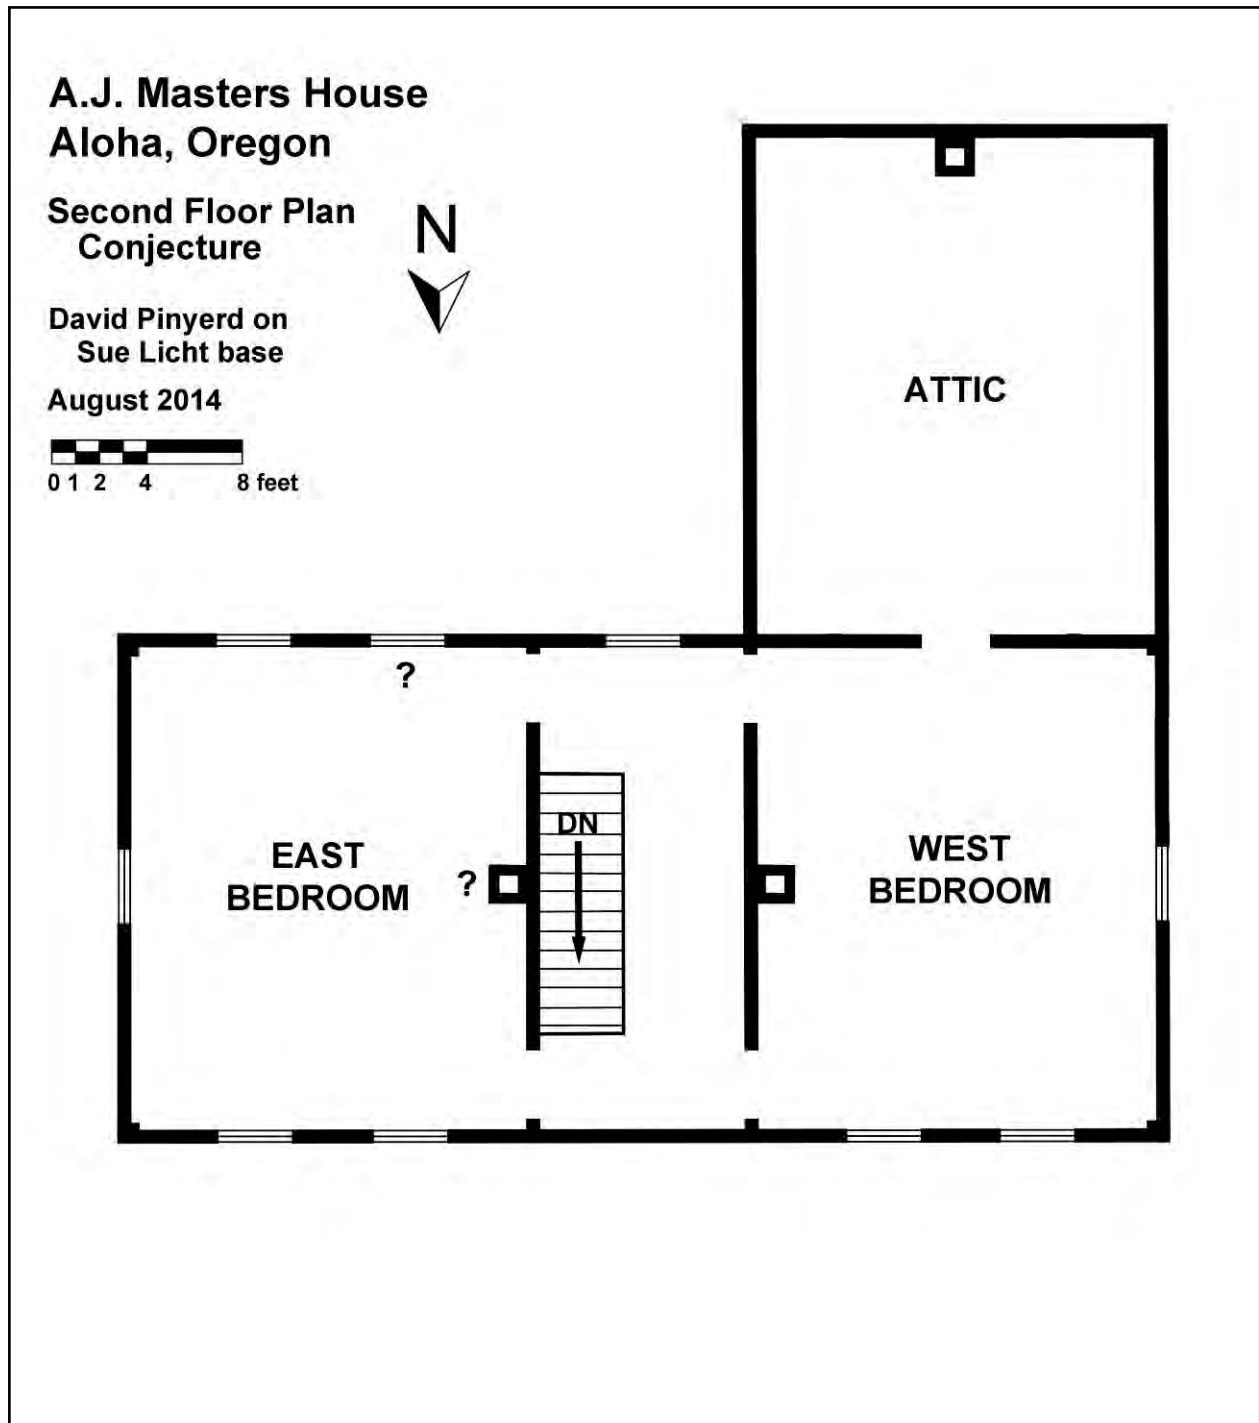 A.J. Masters House
Aloha, Oregon
Second Floor Plan
Conjecture
N
David Pinyerd on
Sue Licht base
August 2014
0 1 2 4 8 feet
ATTIC
?
DN
EAST
BEDROOM
?
WEST
BEDROOM